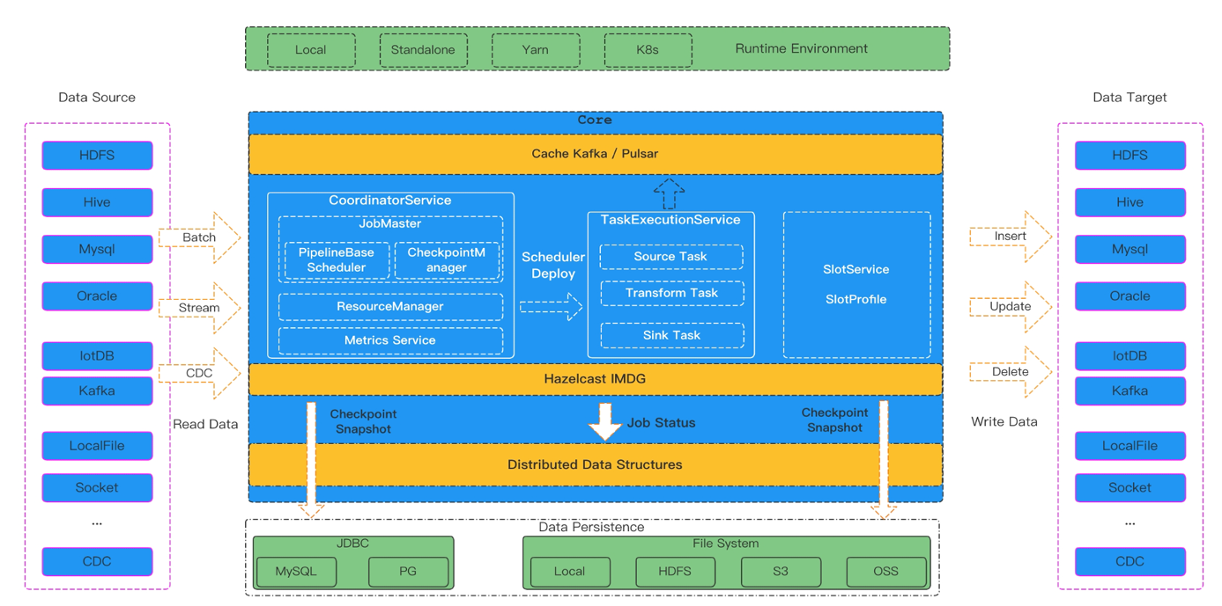 Local
Standalone
Yarn
K8s
Runtime Environment
Data Source
HDFS
Hive
Mysql
Oracle
IotDB
Kafka
LocalFile
Socket
...
CDC
Batch
Stream
CDC
Read Data
Core
Cache Kafka / Pulsar
CoordinatorService
JobMaster
PipelineBase
Scheduler
CheckpointM
anager
ResourceManager
Metrics Service
Scheduler
Deploy
TaskExecutionService
Source Task
Transform Task
Sink Task
SlotService
SlotProfile
Hazelcast IMDG
Checkpoint
Snapshot
Job Status
Checkpoint
Snapshot
Distributed Data Structures
Data Persistence
JDBC
MySQL
PG
File System
Local
HDFS
S3
OSS
Insert
Update
Delete
Write Data
Data Target
HDFS
Hive
Mysql
Oracle
IotDB
Kafka
LocalFile
Socket
...
CDC